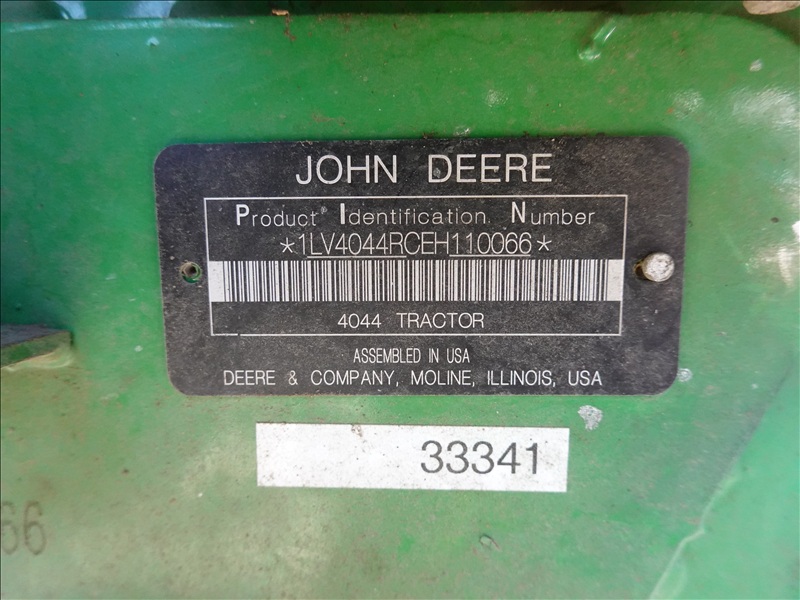 JOHN DEERE
Product® Identification Number
*1LV4044RCEH110066*
4044 TRACTOR
ASSEMBLED IN USA
DEERE & COMPANY, MOLINE, ILLINOIS, USA
33341
66